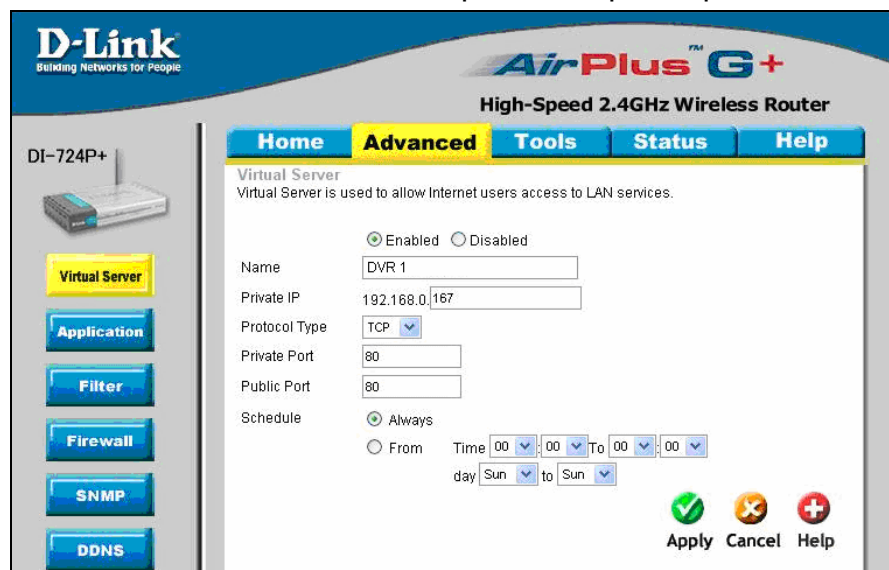 D-Link
Building Networks for People
AirPlus G+
TM
High-Speed 2.4GHz Wireless Router
DI-724P+
Home Advanced Tools Status Help
Virtual Server
Virtual Server is used to allow Internet users access to LAN services.
Enabled Disabled
Name DVR 1
Private IP 192.168.0. 167
Protocol Type TCP
Private Port 80
Public Port 80
Schedule Always
From Time 00 : 00 To 00 : 00
day Sun to Sun
Apply Cancel Help
Virtual Server
Application
Filter
Firewall
SNMP
DDNS